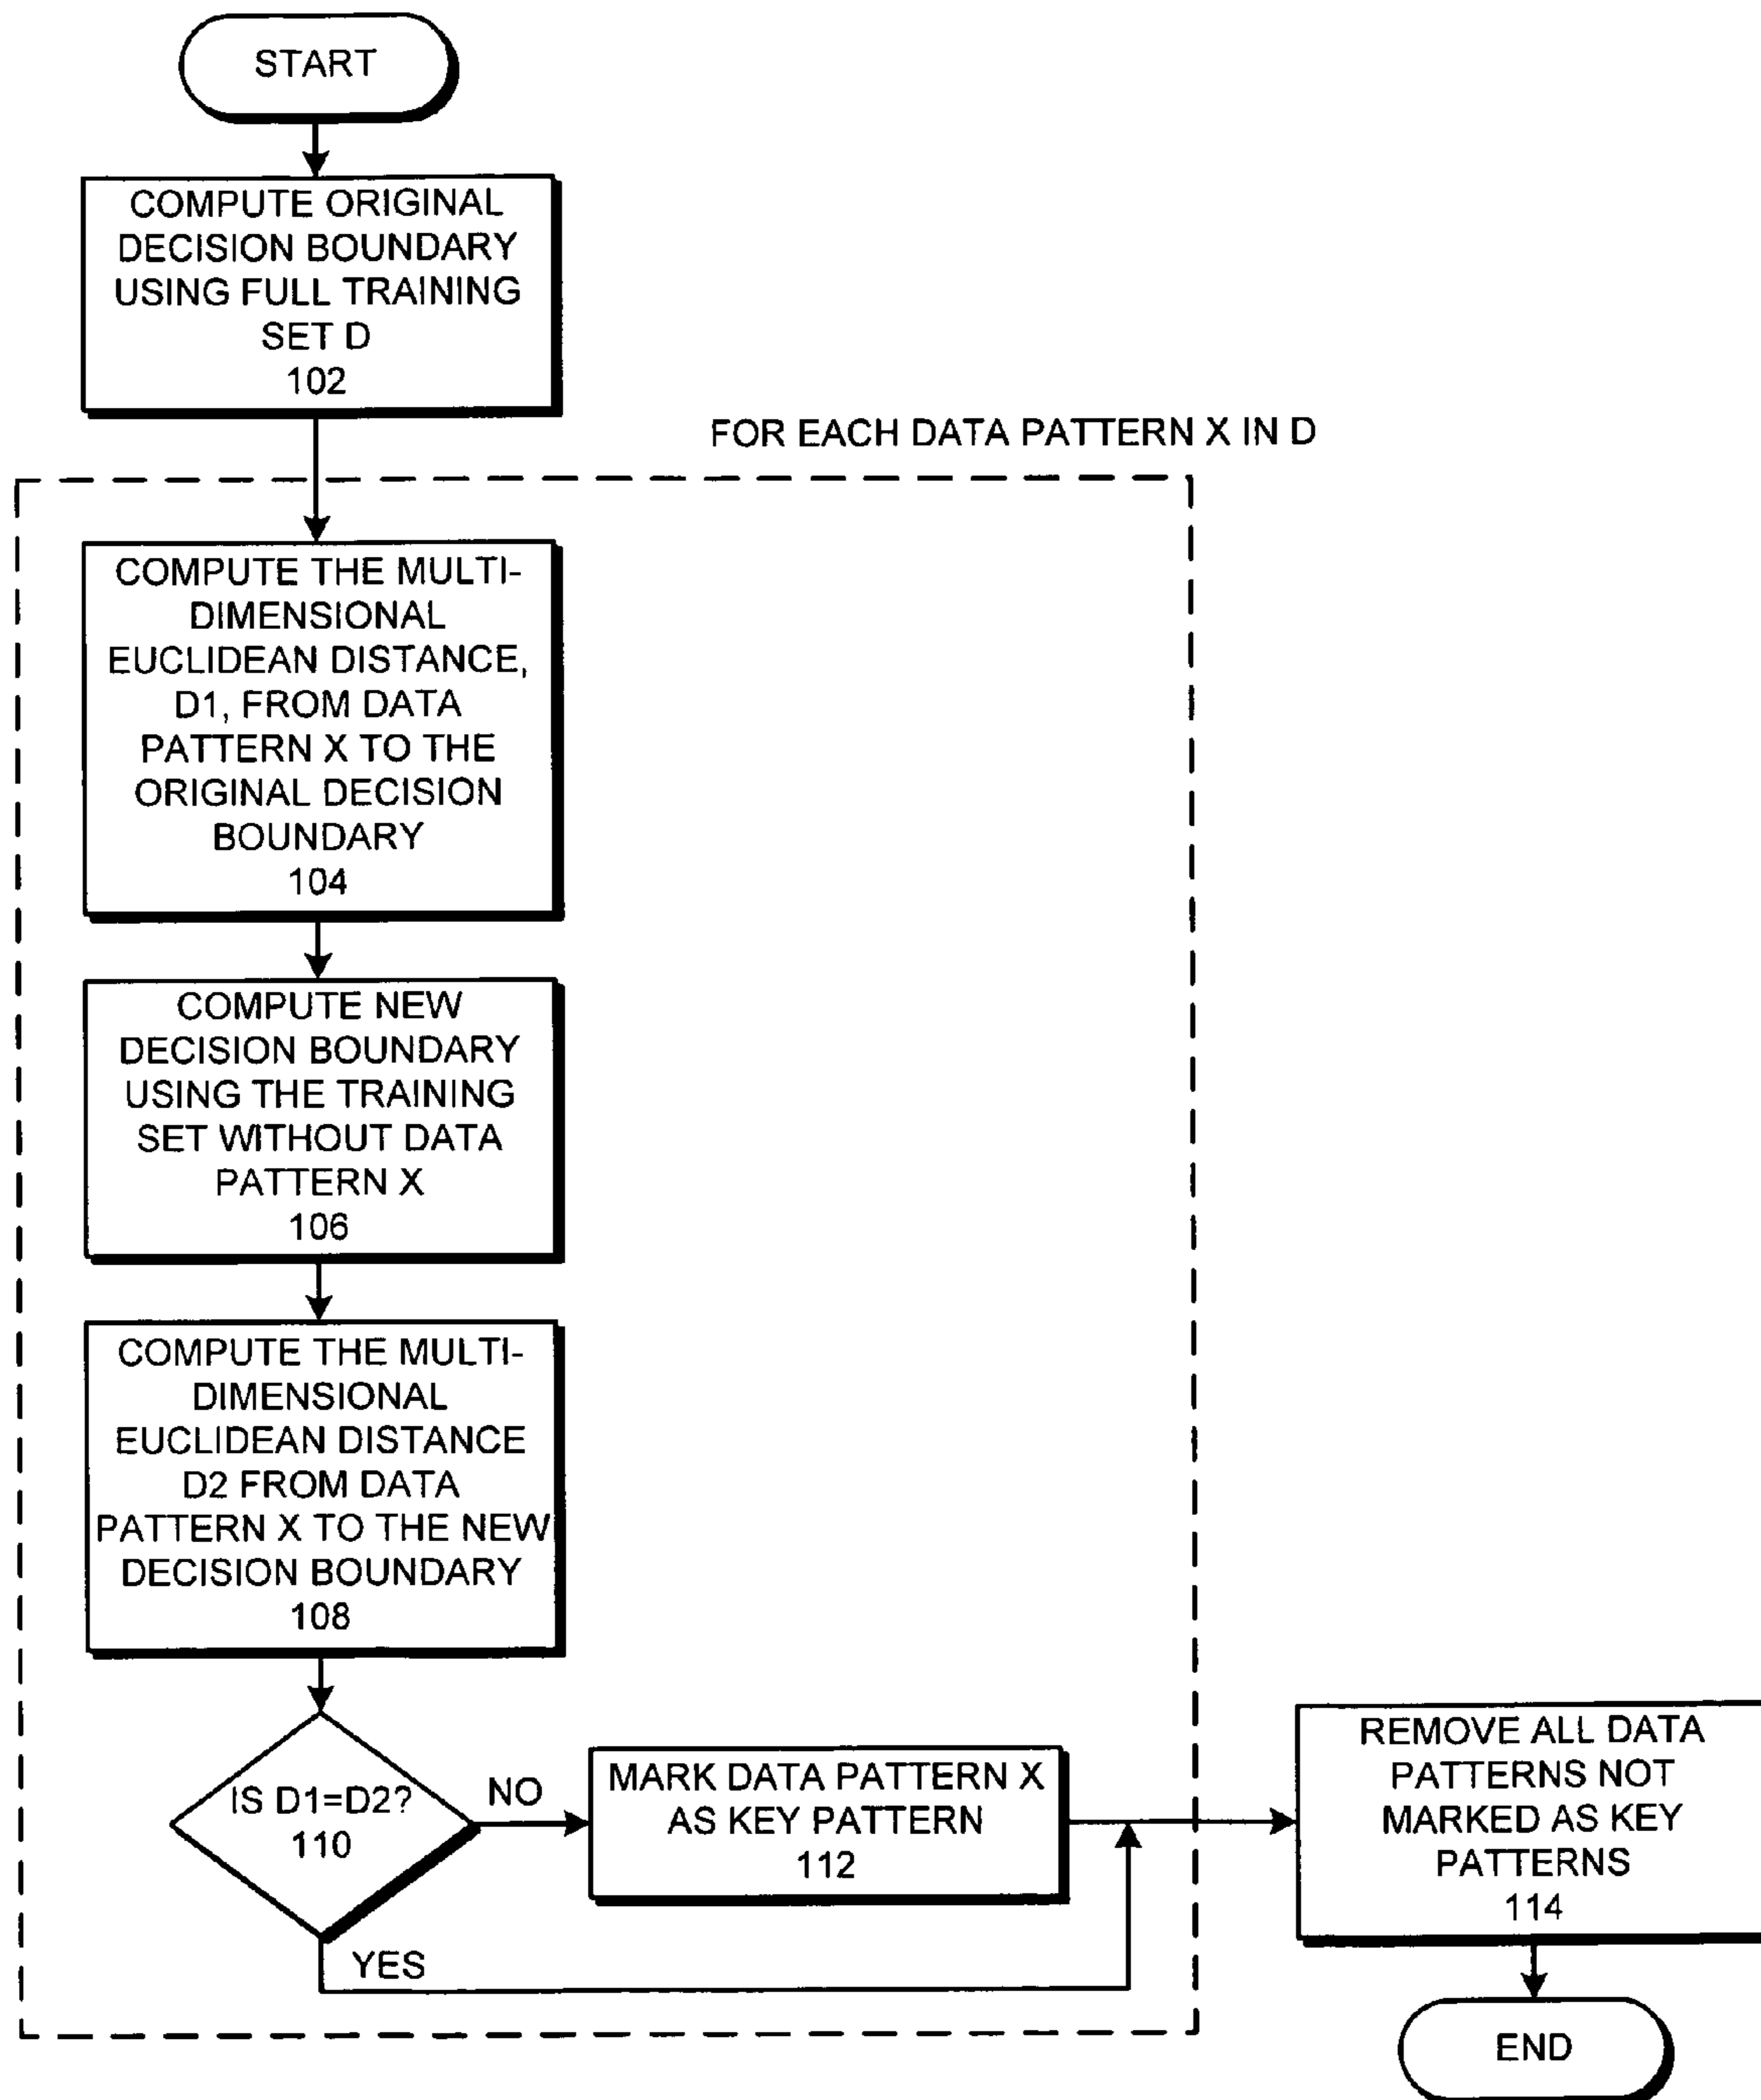 START
COMPUTE ORIGINAL
DECISION BOUNDARY
USING FULL TRAINING
SET D
102
FOR EACH DATA PATTERN X IN D
COMPUTE THE MULTI-
DIMENSIONAL
EUCLIDEAN DISTANCE,
D1, FROM DATA
PATTERN X TO THE
ORIGINAL DECISION
BOUNDARY
104
COMPUTE NEW
DECISION BOUNDARY
USING THE TRAINING
SET WITHOUT DATA
PATTERN X
106
COMPUTE THE MULTI-
DIMENSIONAL
EUCLIDEAN DISTANCE
D2 FROM DATA
PATTERN X TO THE NEW
DECISION BOUNDARY
108
IS D1=D2?
110
NO
YES
MARK DATA PATTERN X
AS KEY PATTERN
112
REMOVE ALL DATA
PATTERNS NOT
MARKED AS KEY
PATTERNS
114
END